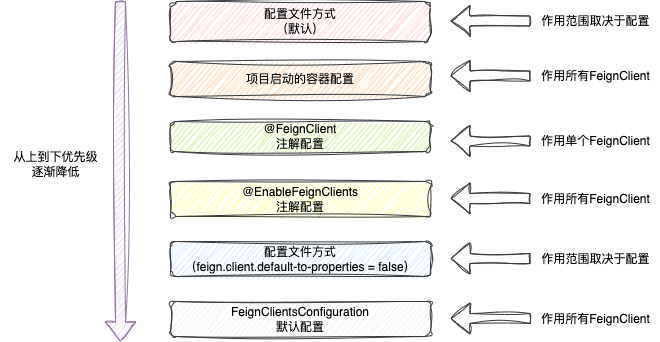 配置文件方式
（默认）
作用范围取决于配置
项目启动的容器配置
作用所有FeignClient
@FeignClient
注解配置
作用单个FeignClient
从上到下优先级
逐渐降低
@EnableFeignClients
注解配置
作用所有FeignClient
配置文件方式
（feign.client.default-to-properties = false）
作用范围取决于配置
FeignClientsConfiguration
默认配置
作用所有FeignClient